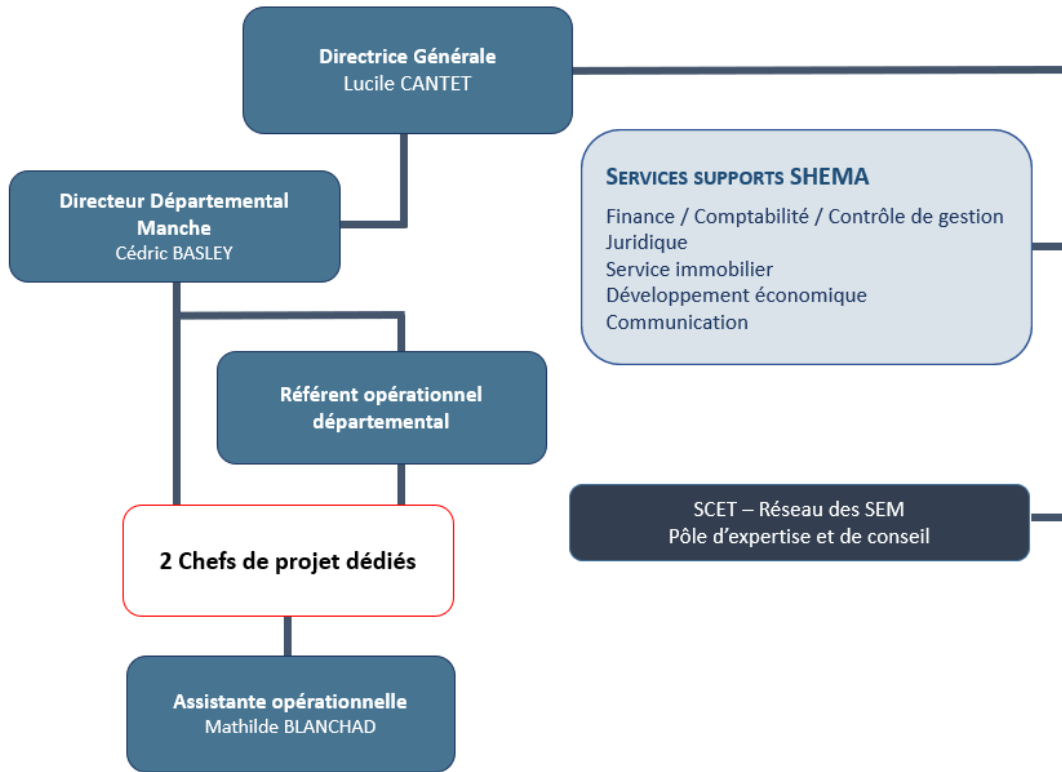 Directrice Générale
Lucile CANTET
Directeur Départemental
Manche
Cédric BASLEY
SERVICES SUPPORTS SHEMA
Finance / Comptabilité / Contrôle de gestion
Juridique
Service immobilier
Développement économique
Communication
Référent opérationnel
départemental
SCET – Réseau des SEM
Pôle d'expertise et de conseil
2 Chefs de projet dédiés
Assistante opérationnelle
Mathilde BLANCHAD